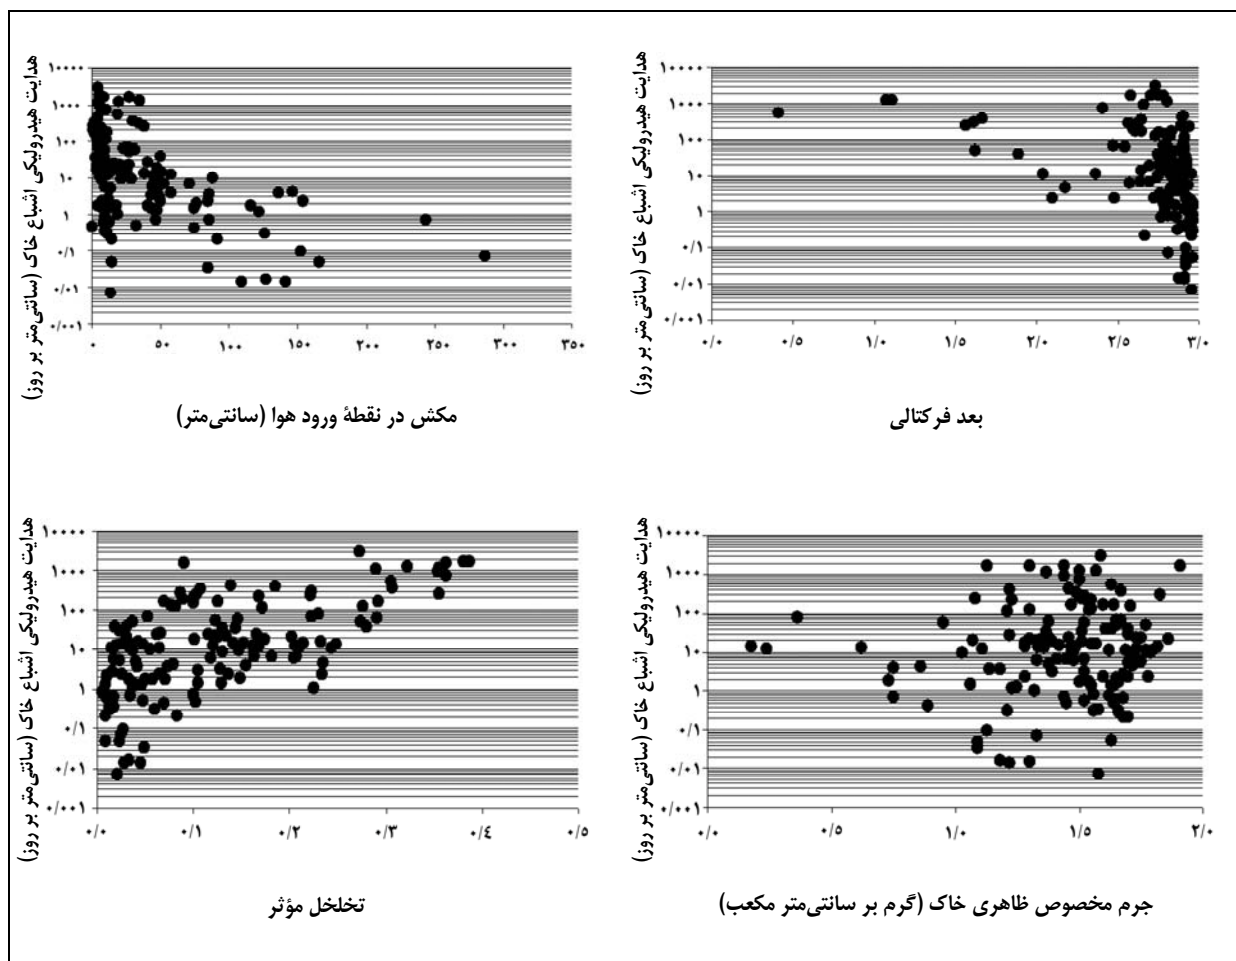 هدایت هیدرولیکی اشباع خاک (سانتی‌متر بر روز)
۱۰۰۰۰
۱۰۰۰
۱۰۰
۱۰
۱
۰/۱
۰/۰۱
۰/۰۰۱
۰/۰ ۰/۵ ۱/۰ ۱/۵ ۲/۰ ۲/۵ ۳/۰
بعد فرکتالی
هدایت هیدرولیکی اشباع خاک (سانتی‌متر بر روز)
۱۰۰۰۰
۱۰۰۰
۱۰۰
۱۰
۱
۰/۱
۰/۰۱
۰/۰۰۱
۰ ۵۰ ۱۰۰ ۱۵۰ ۲۰۰ ۲۵۰ ۳۰۰ ۳۵۰
مکش در نقطۀ ورود هوا (سانتی‌متر)
هدایت هیدرولیکی اشباع خاک (سانتی‌متر بر روز)
۱۰۰۰۰
۱۰۰۰
۱۰۰
۱۰
۱
۰/۱
۰/۰۱
۰/۰۰۱
۰/۰ ۰/۵ ۱/۰ ۱/۵ ۲/۰
جرم مخصوص ظاهری خاک (گرم بر سانتی‌متر مکعب)
هدایت هیدرولیکی اشباع خاک (سانتی‌متر بر روز)
۱۰۰۰۰
۱۰۰۰
۱۰۰
۱۰
۱
۰/۱
۰/۰۱
۰/۰۰۱
۰/۰ ۰/۱ ۰/۲ ۰/۳ ۰/۴ ۰/۵
تخلخل مؤثر